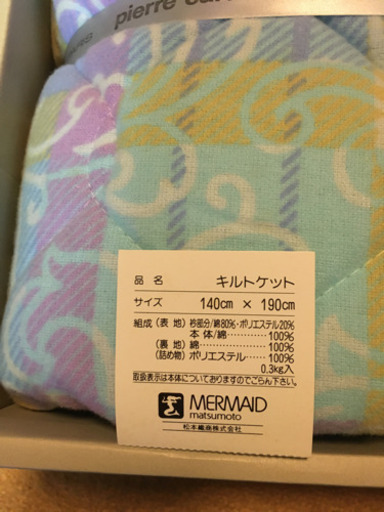 pierre
品名 キルトケット
サイズ 140cm × 190cm
組成(表地) 衿部分/綿80%・ポリエステル20%
本体/綿……………100%
(裏地) 綿……………………100%
(詰め物) ポリエステル……100%
0.3kg入
取扱表示は本体についておりますのでごらん下さい。
MERMAID
matsumoto
松本繊商株式会社